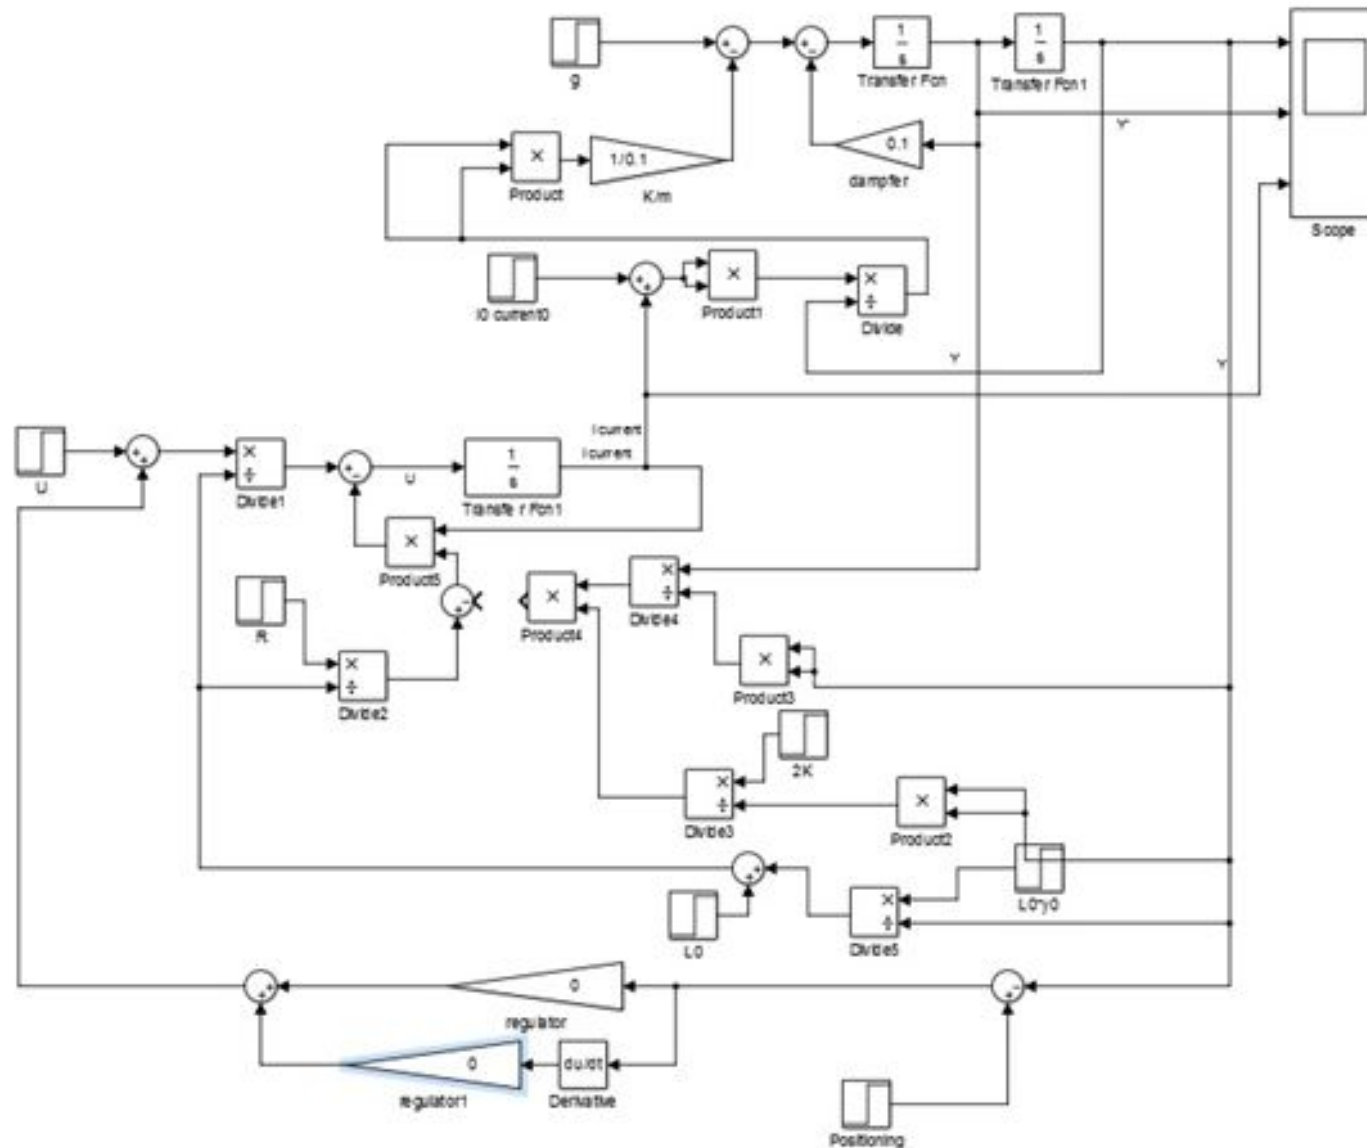 g
1
s
Transfer Fcn
1
s
Transfer Fcn1
Y'
Scope
×
Product
1/0.1
K/m
0.1
dampfer
I0 current0
×
Product1
×
÷
Divide
Y
Y
U
×
÷
Divide1
U
1
s
Transfer Fcn1
I current
I current
×
Product5
R
×
÷
Divide2
×
Product4
×
÷
Divide4
×
Product3
2K
×
÷
Divide3
×
Product2
L0*y0
L0
×
÷
Divide5
0
regulator
0
regulator1
du/dt
Derivative
Positioning